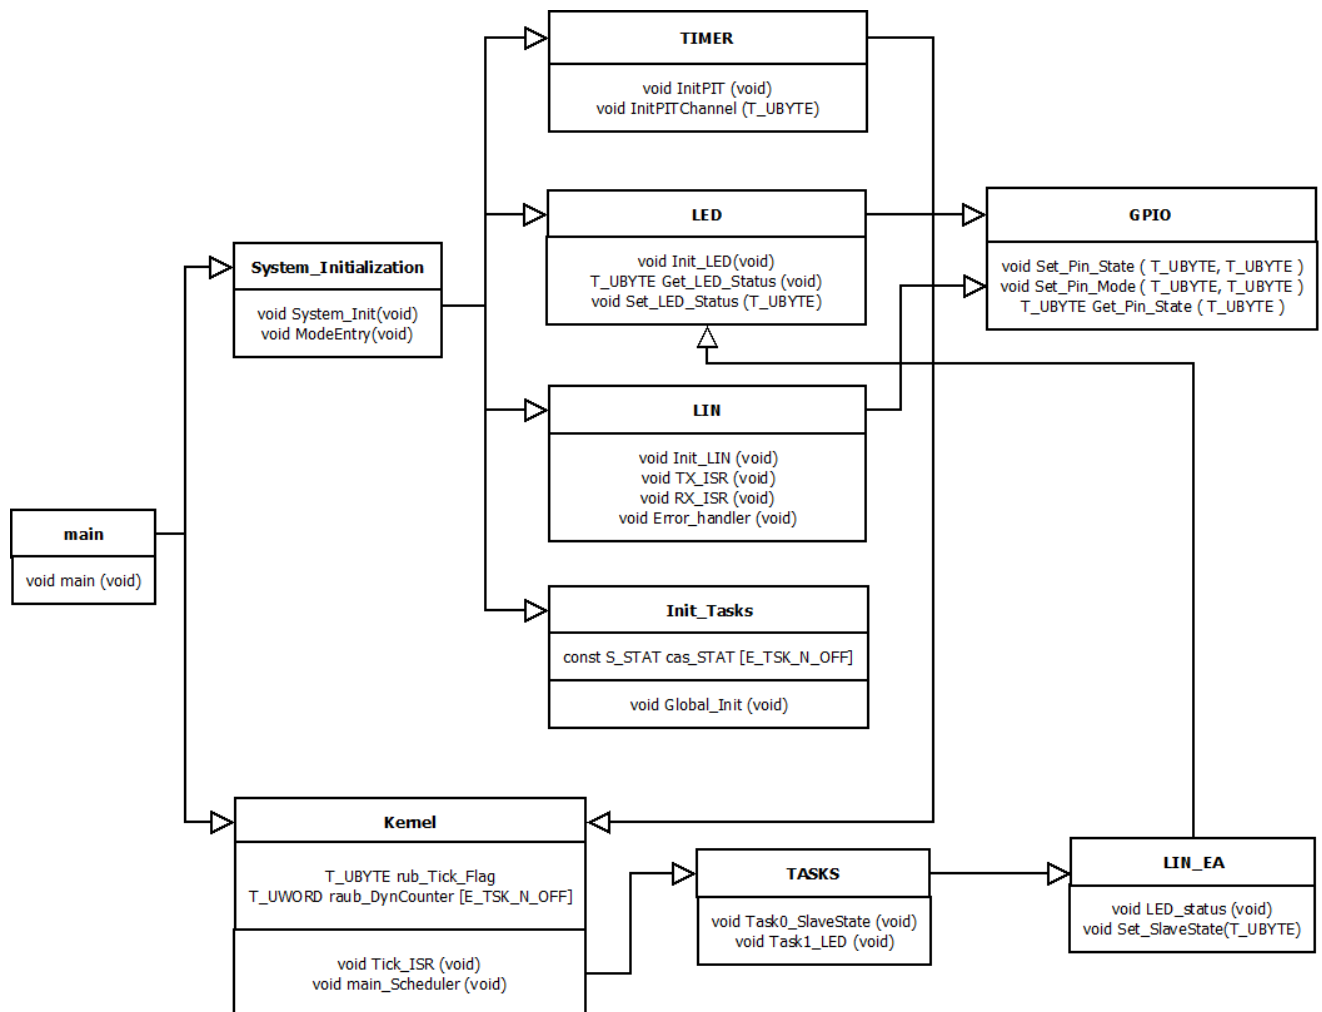 TIMER
void InitPIT (void)
void InitPITChannel (T_UBYTE)
LED
void Init_LED(void)
T_UBYTE Get_LED_Status (void)
void Set_LED_Status (T_UBYTE)
GPIO
void Set_Pin_State ( T_UBYTE, T_UBYTE )
void Set_Pin_Mode ( T_UBYTE, T_UBYTE )
T_UBYTE Get_Pin_State ( T_UBYTE )
System_Initialization
void System_Init(void)
void ModeEntry(void)
LIN
void Init_LIN (void)
void TX_ISR (void)
void RX_ISR (void)
void Error_handler (void)
main
void main (void)
Init_Tasks
const S_STAT cas_STAT [E_TSK_N_OFF]
void Global_Init (void)
Kernel
T_UBYTE rub_Tick_Flag
T_UWORD raub_DynCounter [E_TSK_N_OFF]
void Tick_ISR (void)
void main_Scheduler (void)
TASKS
void Task0_SlaveState (void)
void Task1_LED (void)
LIN_EA
void LED_status (void)
void Set_SlaveState(T_UBYTE)